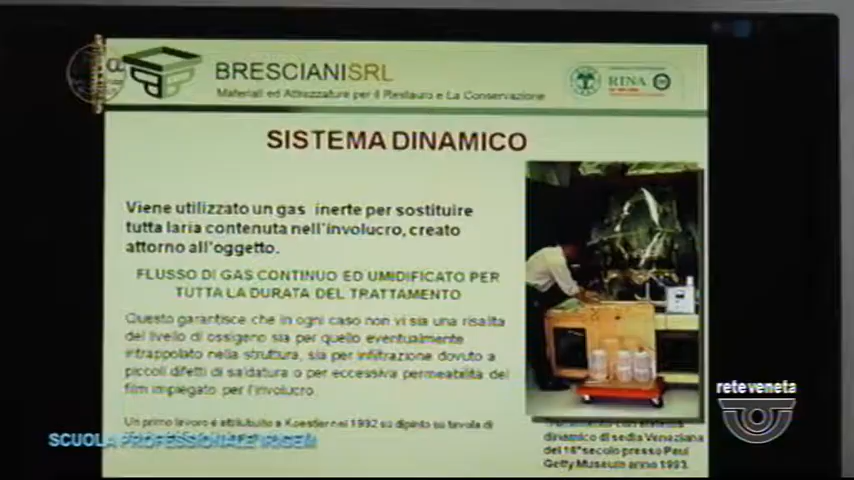 BRESCIANISRL
Materiali ed Attrezzature per il Restauro e La Conservazione
RINA
SISTEMA DINAMICO
Viene utilizzato un gas inerte per sostituire
tutta laria contenuta nell'involucro, creato
attorno all'oggetto.
FLUSSO DI GAS CONTINUO ED UMIDIFICATO PER
TUTTA LA DURATA DEL TRATTAMENTO
Questo garantisce che in ogni caso non vi sia una risalita
del livello di ossigeno sia per quello eventualmente
intrappolato nella struttura, sia per infiltrazione dovuto a
piccoli difetti di saldatura o per eccessiva permeabilità del
film impiegato per l'involucro.
Un primo lavoro è attribuito a Koestler nel 1992 su dipinto su tavola di
dinamico di sedia Veneziana
del 18°secolo presso Paul
Getty Museum anno 1993.
reteveneta
SCUOLA PROFESSIONALE IRIGEM